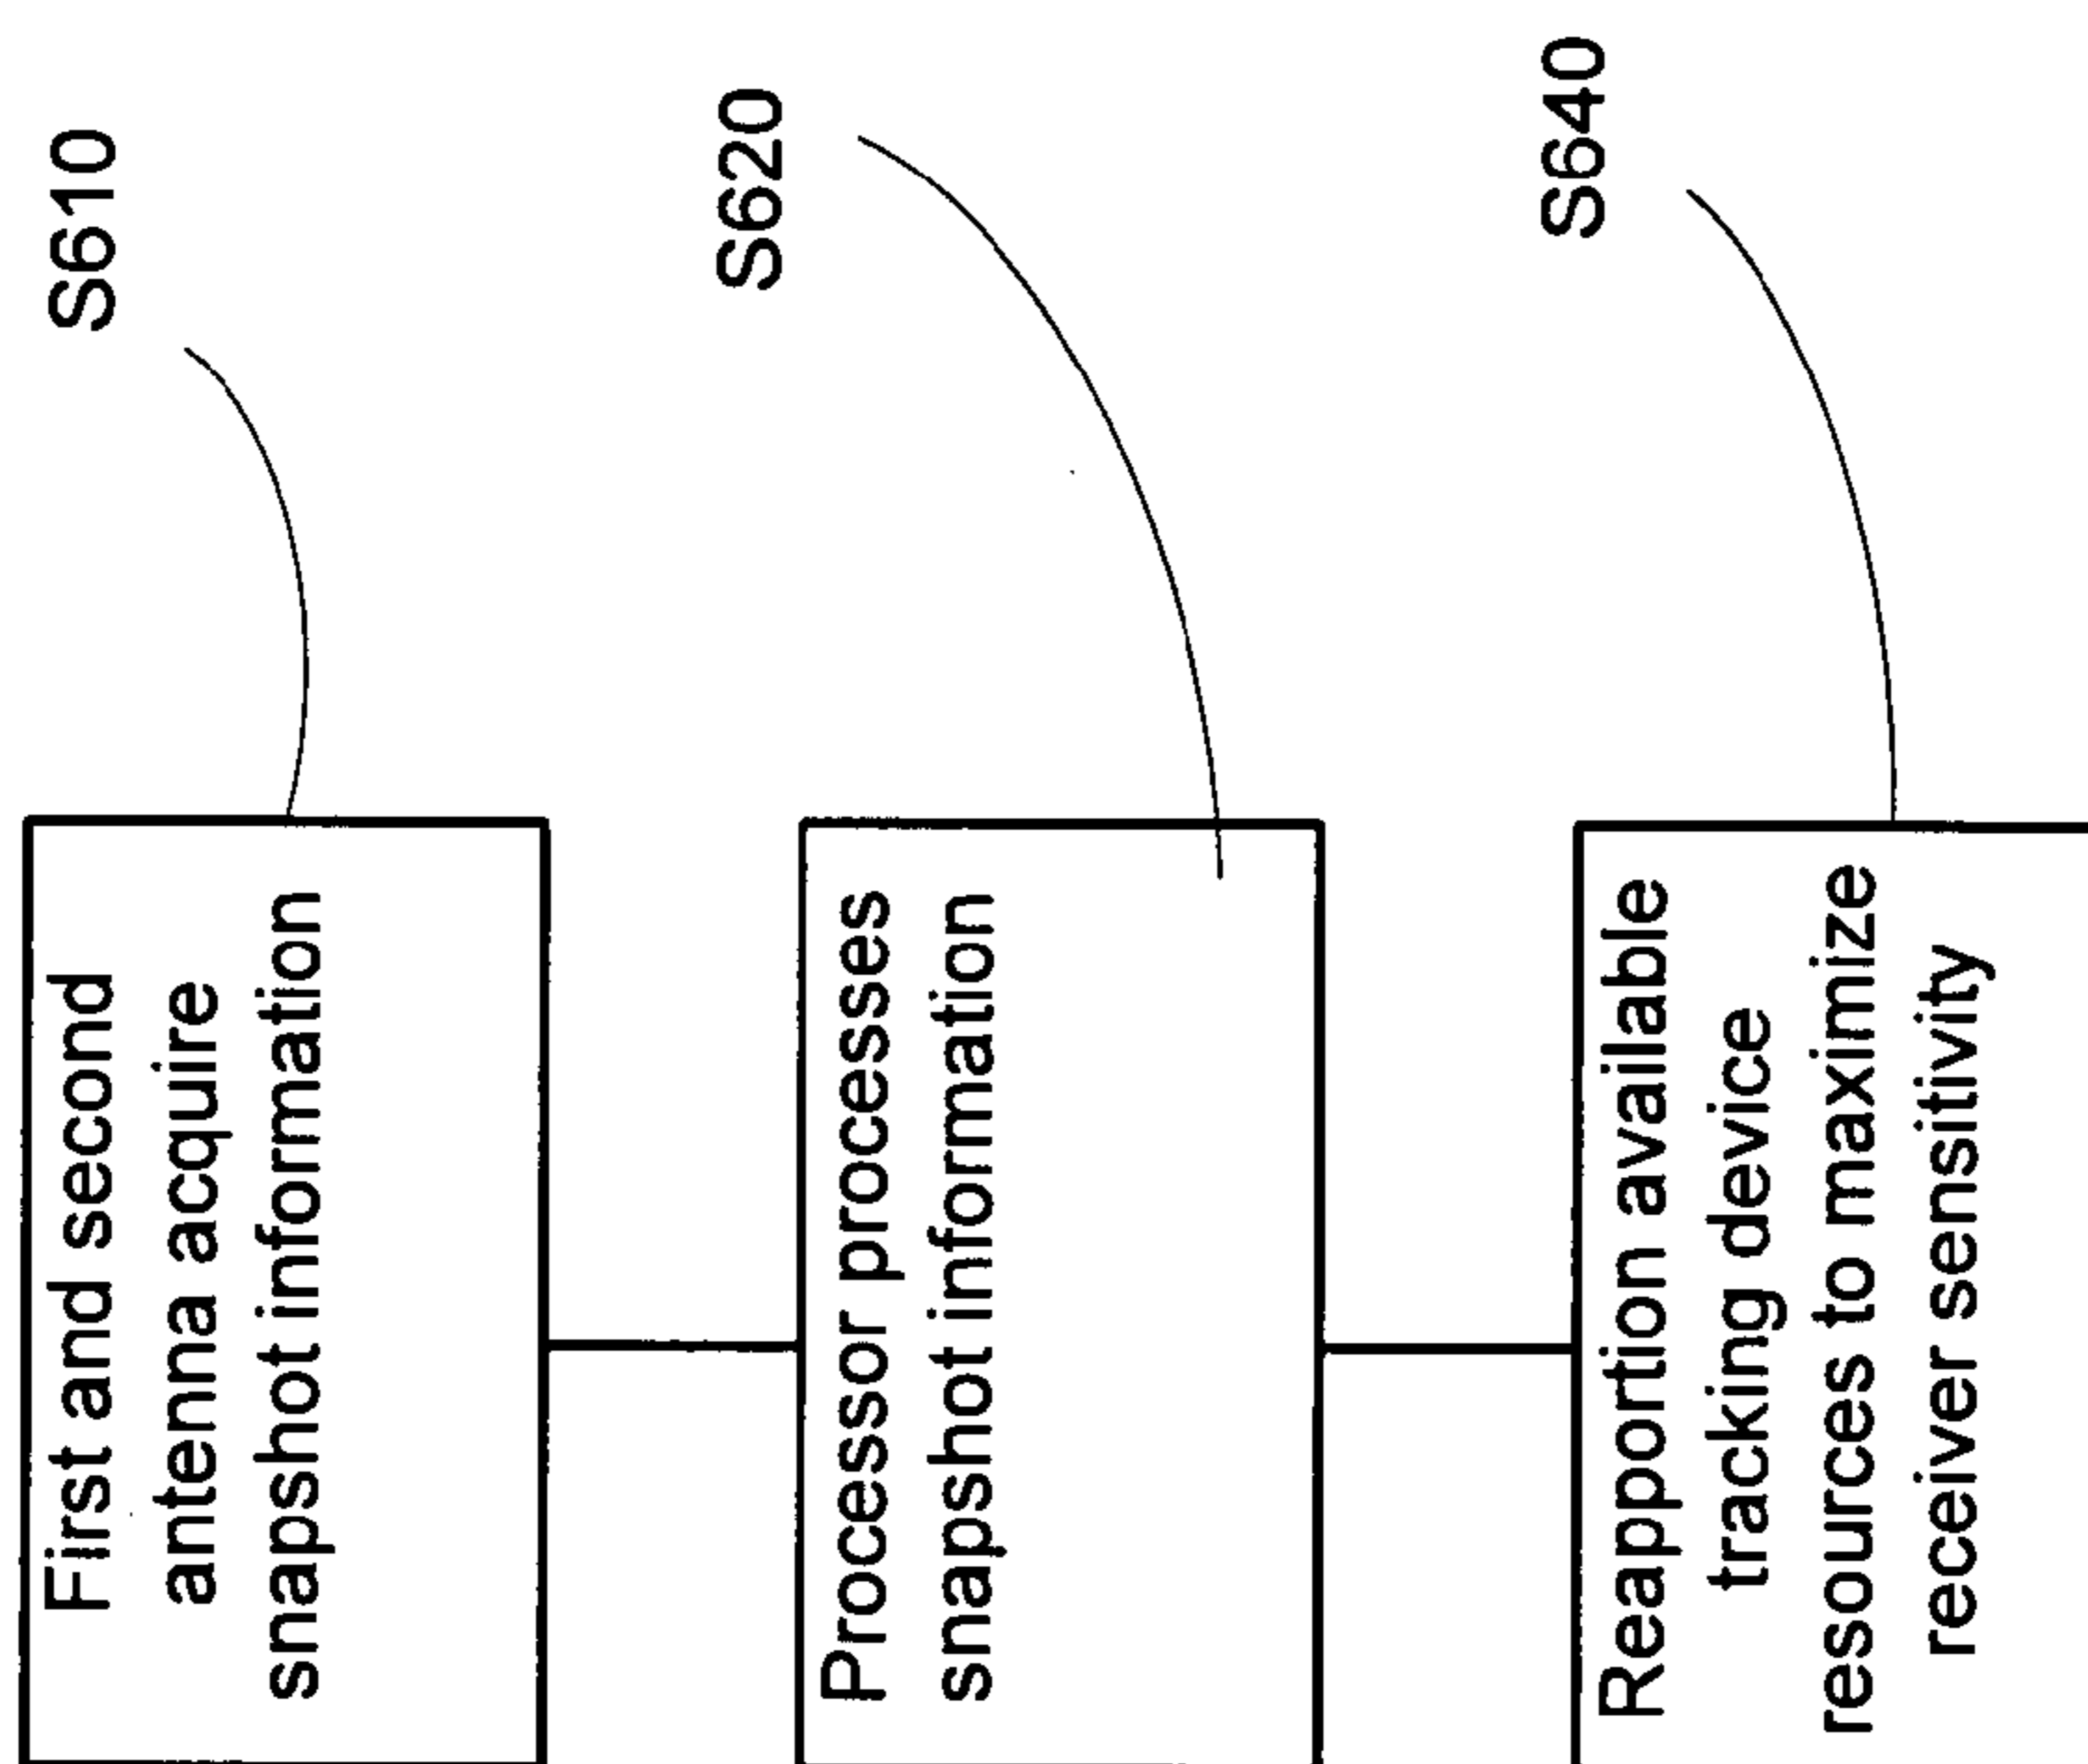 First and second
antenna acquire
snapshot information
S610
Processor processes
snapshot information
S620
Reapportion available
tracking device
resources to maximize
receiver sensitivity
S640